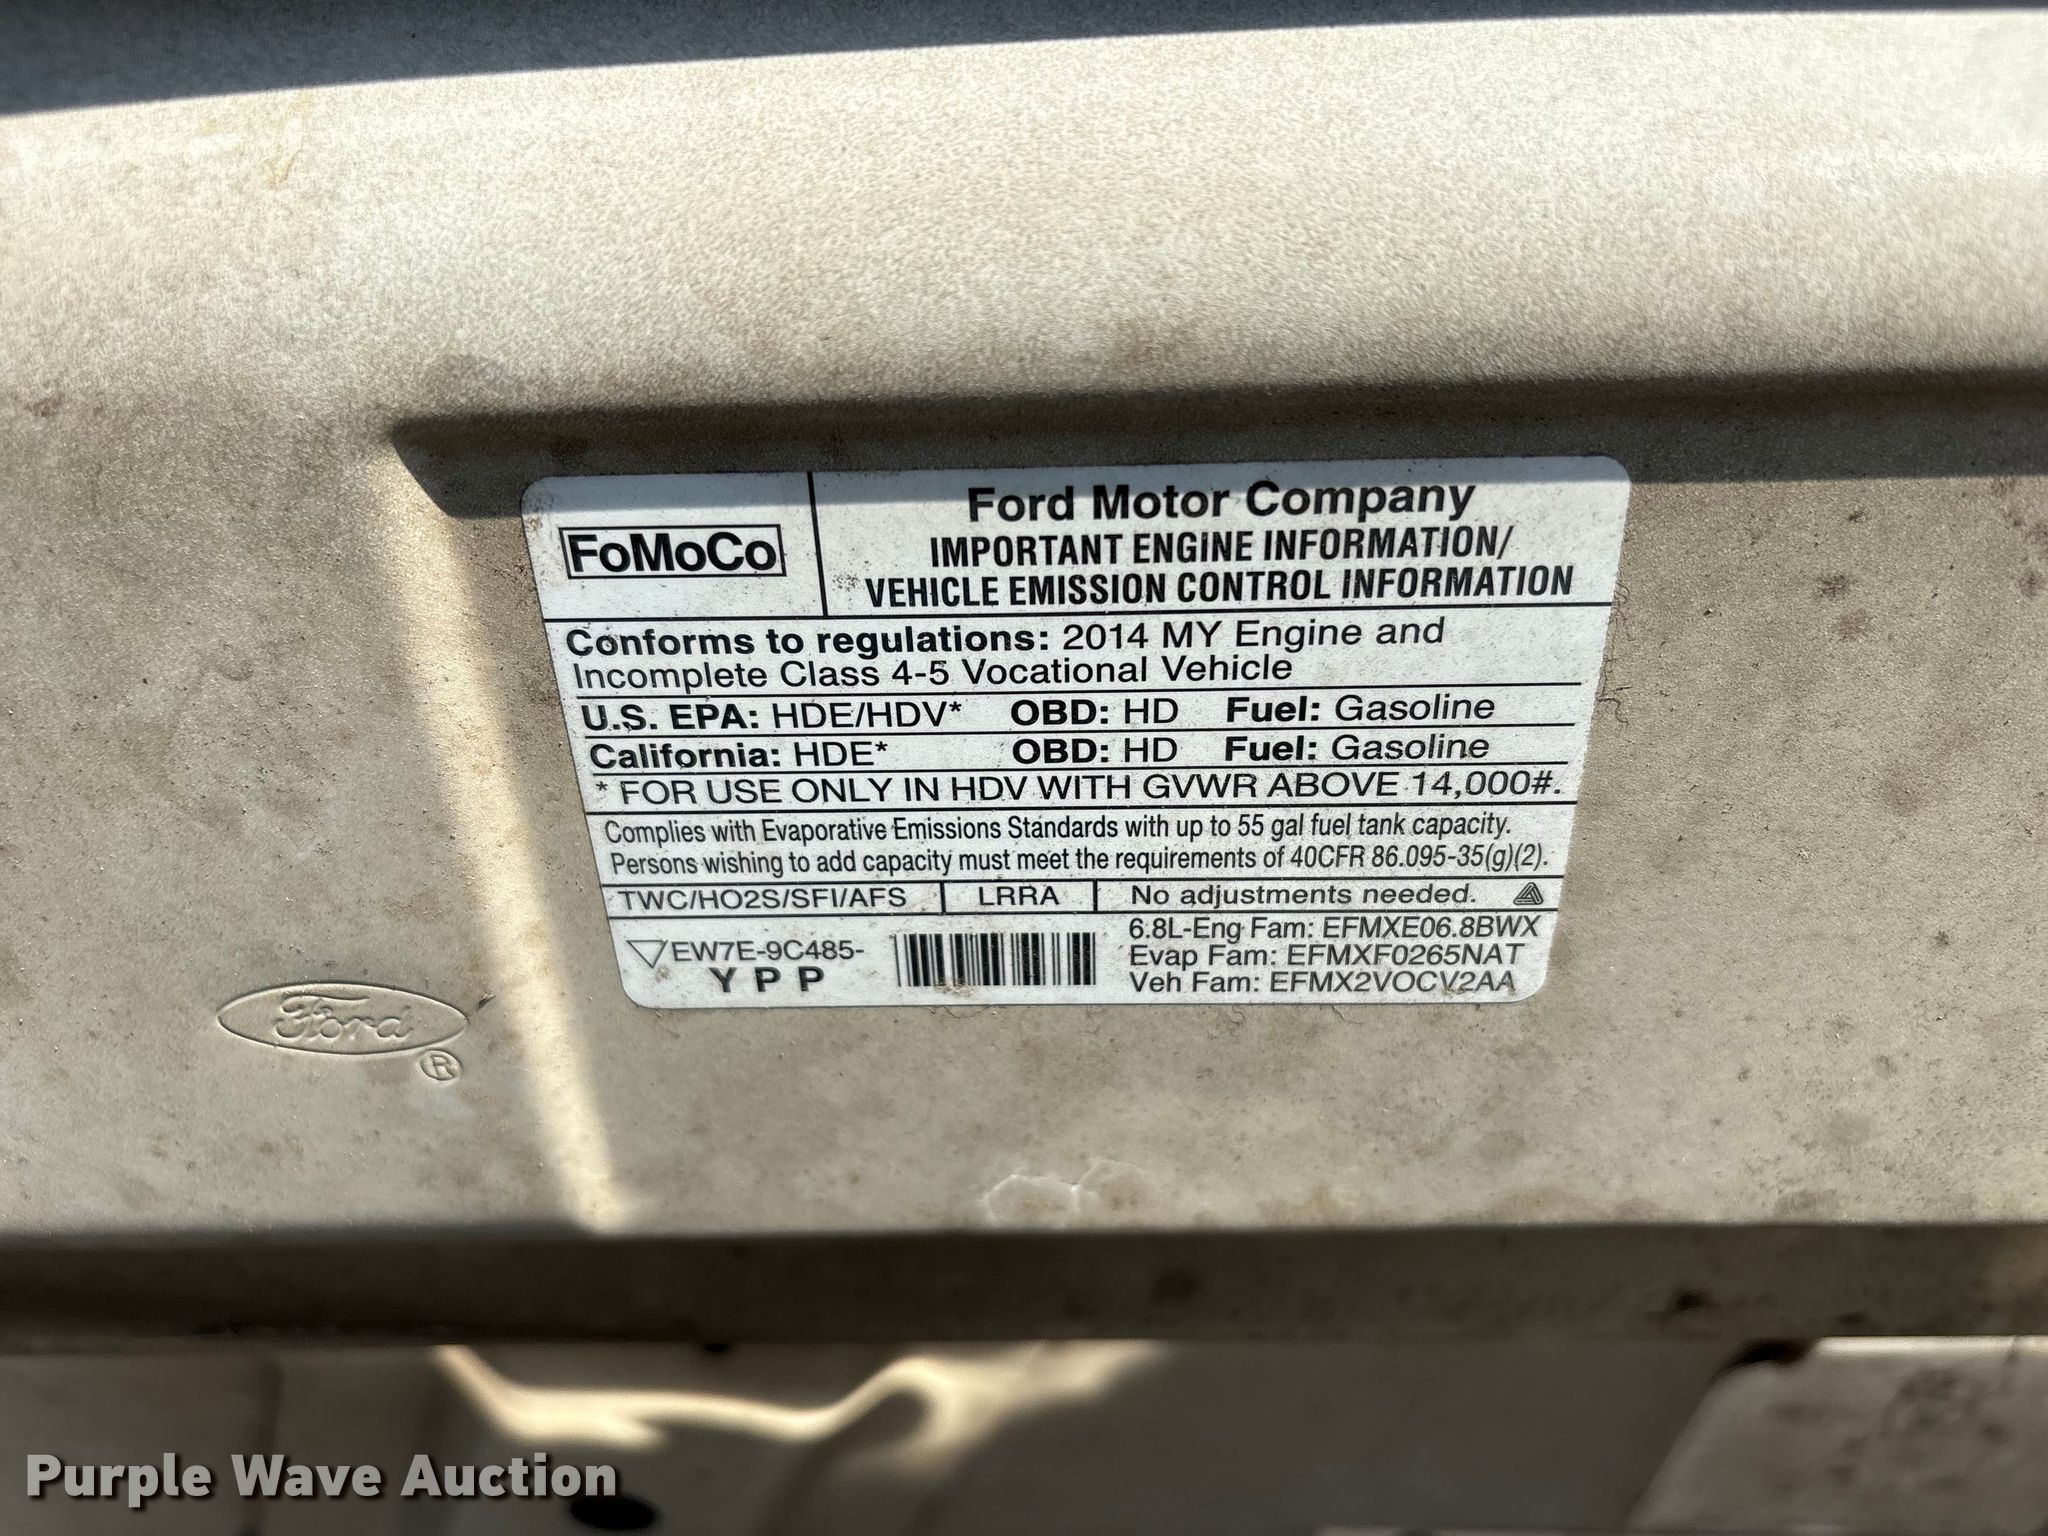 Ford Motor Company
FoMoCo
IMPORTANT ENGINE INFORMATION/
VEHICLE EMISSION CONTROL INFORMATION
Conforms to regulations: 2014 MY Engine and
Incomplete Class 4-5 Vocational Vehicle
U.S. EPA: HDE/HDV* OBD: HD Fuel: Gasoline
California: HDE* OBD: HD Fuel: Gasoline
* FOR USE ONLY IN HDV WITH GVWR ABOVE 14,000#.
Complies with Evaporative Emissions Standards with up to 55 gal fuel tank capacity.
Persons wishing to add capacity must meet the requirements of 40CFR 86.095-35(g)(2).
TWC/HO2S/SFI/AFS LRRA No adjustments needed.
EW7E-9C485-
YPP
6.8L-Eng Fam: EFMXE06.8BWX
Evap Fam: EFMXF0265NAT
Veh Fam: EFMX2VOCV2AA
Ford
®
Purple Wave Auction